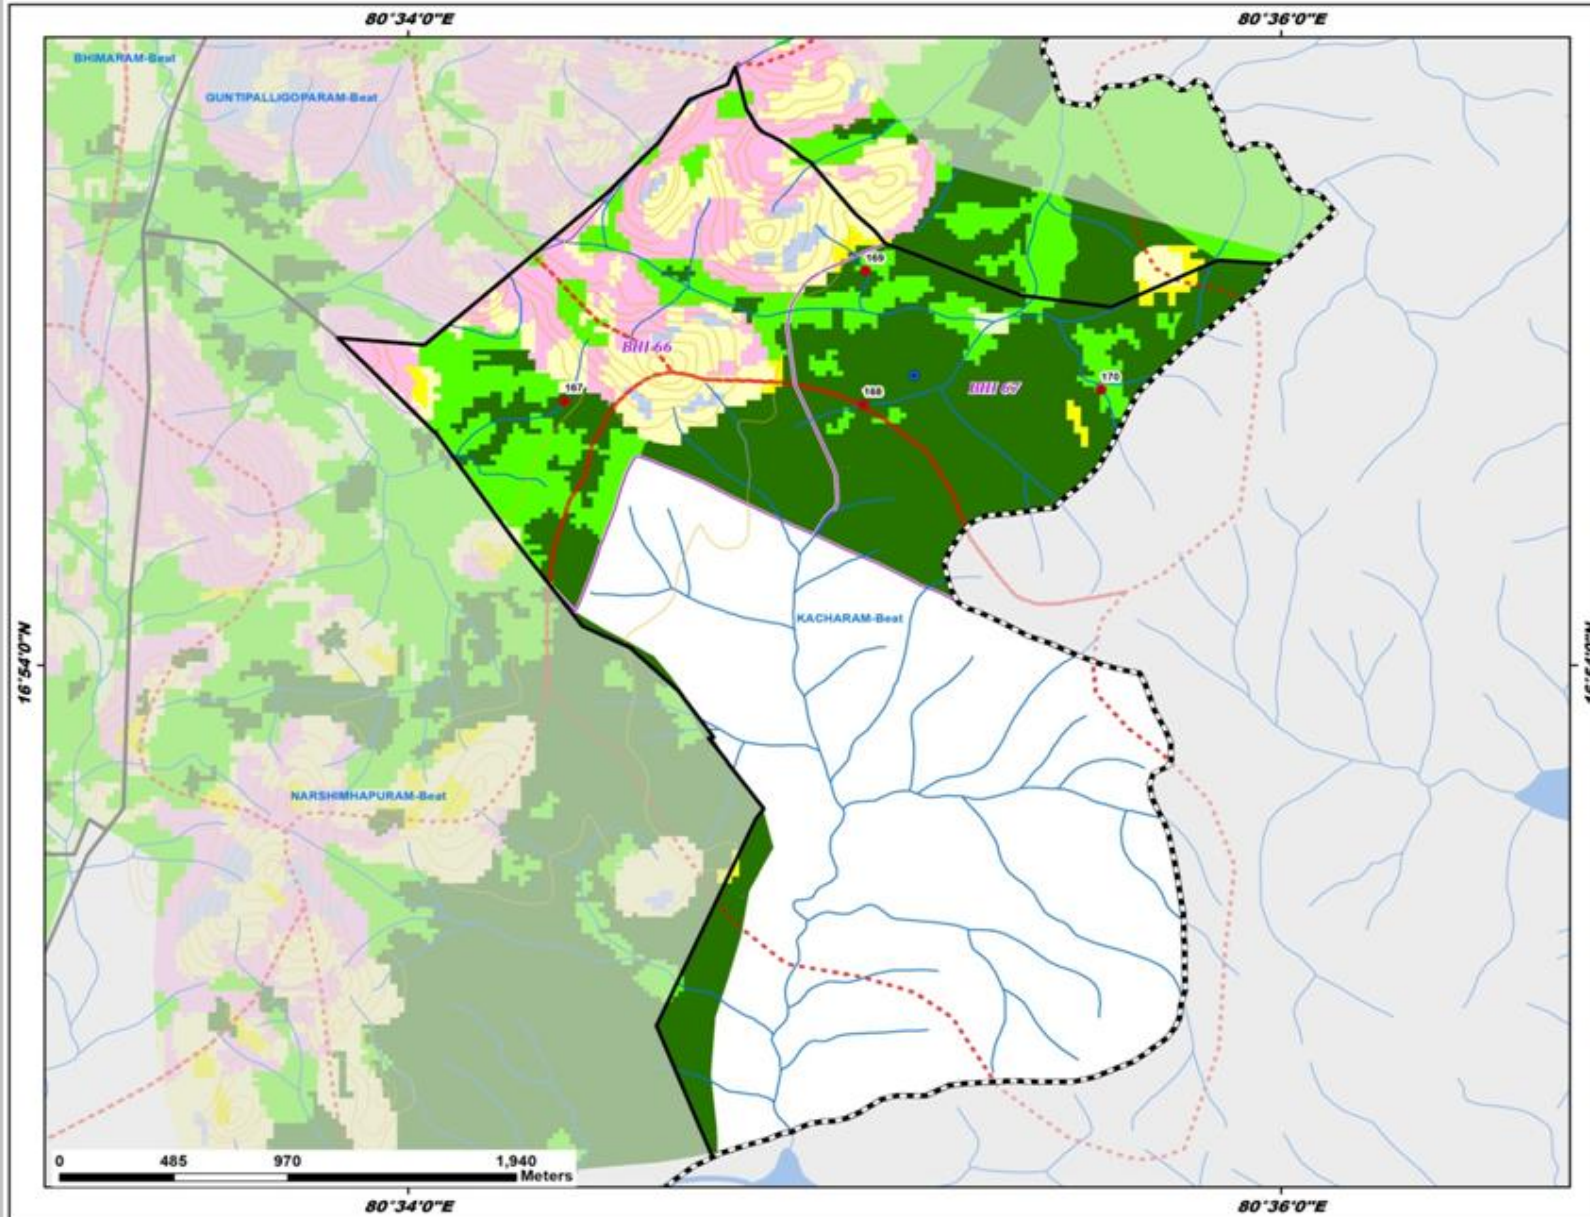 80°34'0"E
80°36'0"E
BHIMARAM-Beat
GUNTIPALLIGOPARAM-Beat
169
BHI-66
167
168
BHI 67
170
KACHARAM-Beat
16°54'0"N
NARSHIMHAPURAM-Beat
0 485 970 1,940
Meters
80°34'0"E
80°36'0"E